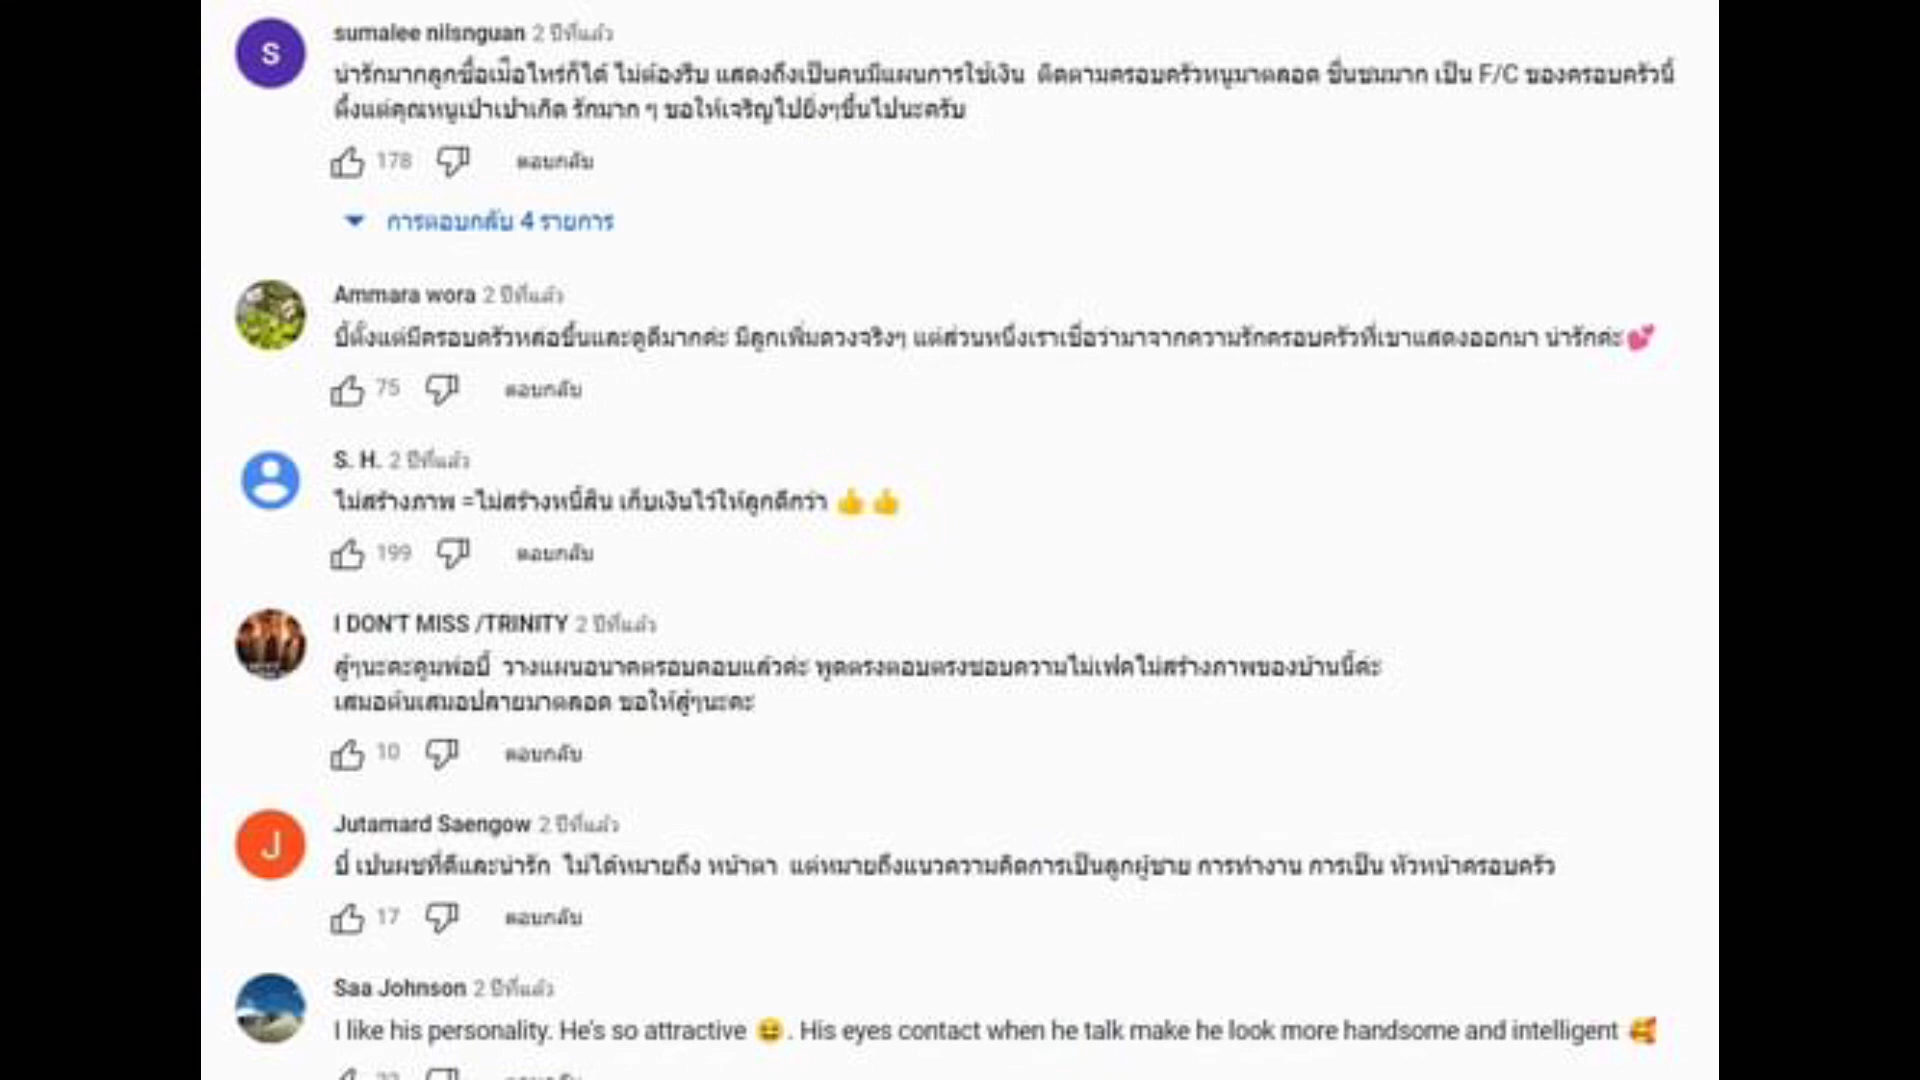 S
sumalee nilsnguan 2 ปีที่แล้ว
น่ารักมากลูกซื้อเมื่อไหร่ก็ได้ ไม่ต้องรีบ แสดงถึงเป็นคนมีแผนการใช้เงิน ติดตามครอบครัวหนูมาตลอด ชื่นชมมาก เป็น F/C ของครอบครัวนี้
ตั้งแต่คุณหนูเป่าเปาเกิด รักมาก ๆ ขอให้เจริญไปยิ่งๆขึ้นไปนะครับ
178 ตอบกลับ
การตอบกลับ 4 รายการ
Ammara wora 2 ปีที่แล้ว
บี้ตั้งแต่มีครอบครัวหล่อขึ้นและดูดีมากค่ะ มีลูกเพิ่มดวงจริงๆ แต่ส่วนหนึ่งเราเชื่อว่ามาจากความรักครอบครัวที่เขาแสดงออกมา น่ารักค่ะ💕
75 ตอบกลับ
S. H. 2 ปีที่แล้ว
ไม่สร้างภาพ =ไม่สร้างหนี้สิน เก็บเงินไว้ให้ลูกดีกว่า 👍 👍
199 ตอบกลับ
I DON'T MISS /TRINITY 2 ปีที่แล้ว
สู้ๆนะคะคูมพ่อบี้ วางแผนอนาคตรอบคอบแล้วค่ะ พูดตรงตอบตรงชอบความไม่เฟคไม่สร้างภาพของบ้านนี้ค่ะ
เสมอต้นเสมอปลายมาตลอด ขอให้สู้ๆนะคะ
10 ตอบกลับ
J
Jutamard Saengow 2 ปีที่แล้ว
บี้ เปนผชที่ดีและน่ารัก ไม่ได้หมายถึง หน้าตา แต่หมายถึงแนวความคิดการเป็นลูกผู้ชาย การทำงาน การเป็น หัวหน้าครอบครัว
17 ตอบกลับ
Saa Johnson 2 ปีที่แล้ว
I like his personality. He's so attractive 😆. His eyes contact when he talk make he look more handsome and intelligent 🥰